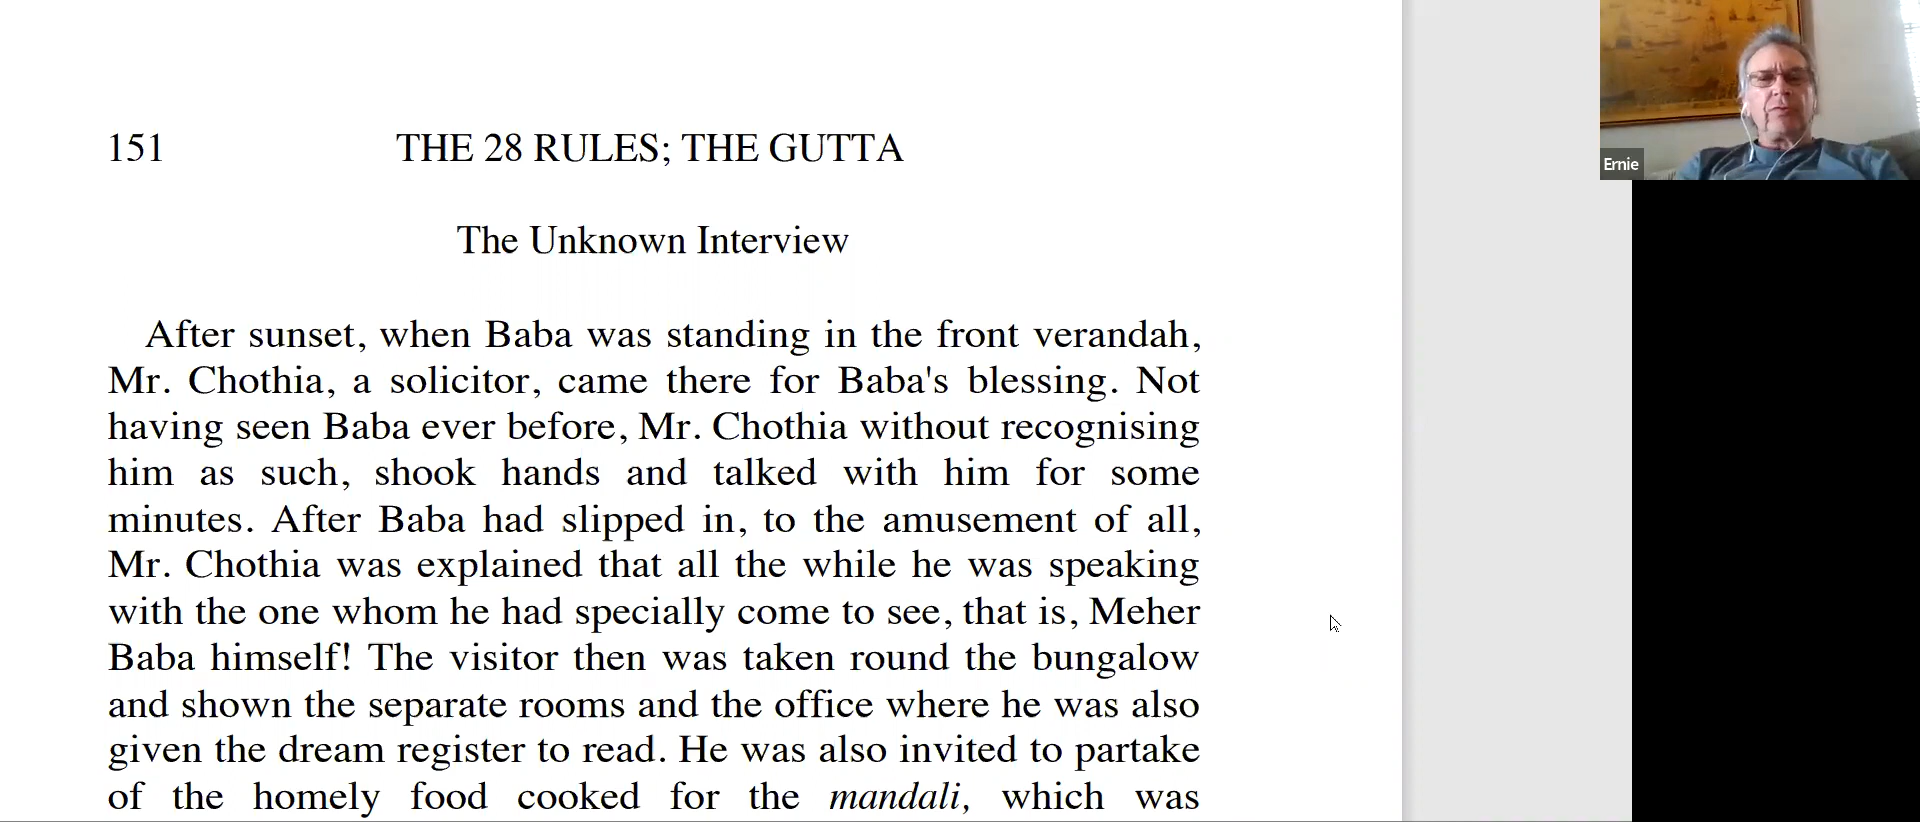 151 THE 28 RULES; THE GUTTA
The Unknown Interview
After sunset, when Baba was standing in the front verandah,
Mr. Chothia, a solicitor, came there for Baba's blessing. Not
having seen Baba ever before, Mr. Chothia without recognising
him as such, shook hands and talked with him for some
minutes. After Baba had slipped in, to the amusement of all,
Mr. Chothia was explained that all the while he was speaking
with the one whom he had specially come to see, that is, Meher
Baba himself! The visitor then was taken round the bungalow
and shown the separate rooms and the office where he was also
given the dream register to read. He was also invited to partake
of the homely food cooked for the mandali, which was
Ernie